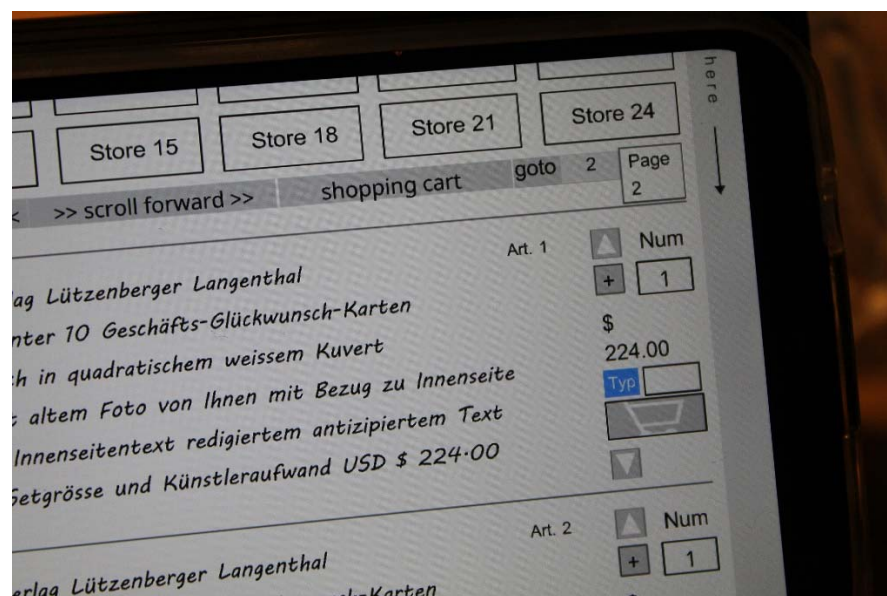 here
Store 15
Store 18
Store 21
Store 24
< >> scroll forward >>
shopping cart
goto 2
Page
2
Art. 1
Num
ag Lützenberger Langenthal
+ 1
nter 10 Geschäfts-Glückwunsch-Karten
$
h in quadratischem weissem Kuvert
224.00
t altem Foto von Ihnen mit Bezug zu Innenseite
Typ
Innenseitentext redigiertem antizipiertem Text
Setgrösse und Künstleraufwand USD $ 224.00
Art. 2
Num
erlag Lützenberger Langenthal
+ 1
k-Karten